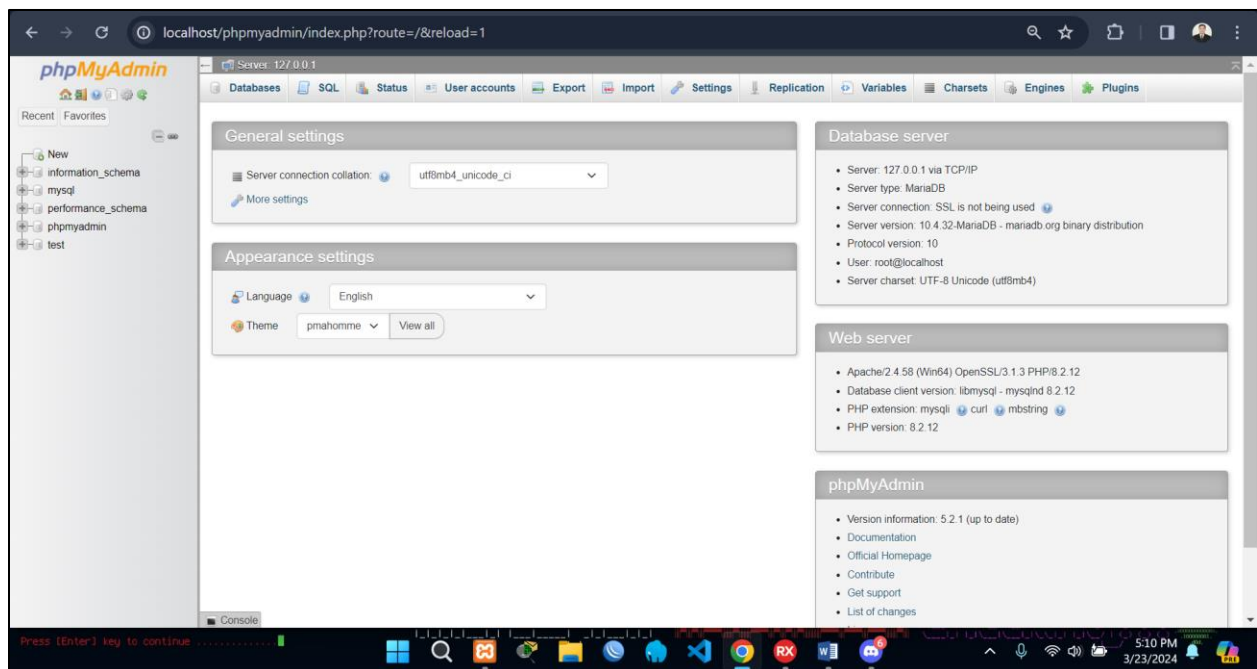 localhost/phpmyadmin/index.php?route=/&reload=1
phpMyAdmin
Recent Favorites
New
information_schema
mysql
performance_schema
phpmyadmin
test
Server: 127.0.0.1
Databases SQL Status User accounts Export Import Settings Replication Variables Charsets Engines Plugins
General settings
Server connection collation: utf8mb4_unicode_ci
More settings
Appearance settings
Language English
Theme pmahomme View all
Database server
Server: 127.0.0.1 via TCP/IP
Server type: MariaDB
Server connection: SSL is not being used
Server version: 10.4.32-MariaDB - mariadb.org binary distribution
Protocol version: 10
User: root@localhost
Server charset: UTF-8 Unicode (utf8mb4)
Web server
Apache/2.4.58 (Win64) OpenSSL/3.1.3 PHP/8.2.12
Database client version: libmysql - mysqlnd 8.2.12
PHP extension: mysqli curl mbstring
PHP version: 8.2.12
phpMyAdmin
Version information: 5.2.1 (up to date)
Documentation
Official Homepage
Contribute
Get support
List of changes
Console
Press [Enter] key to continue ..............
RX
W
6
5:10 PM
3/23/2024
PRE